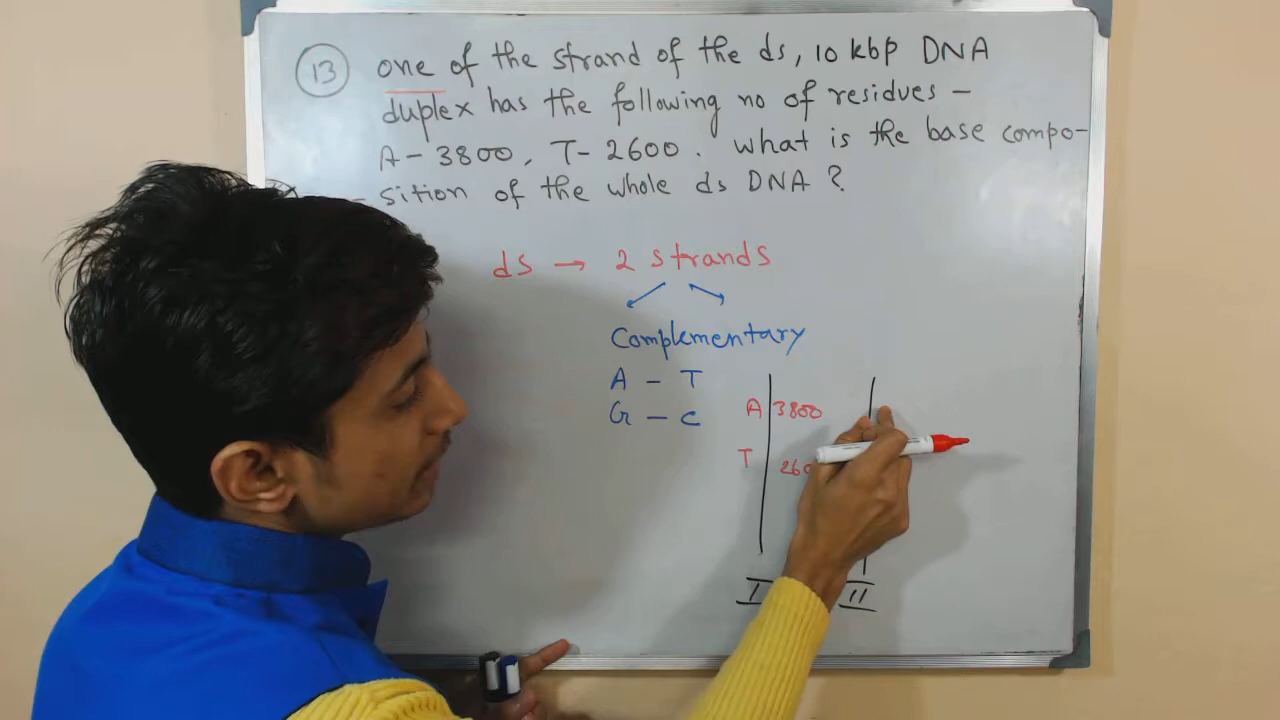 13 one of the strand of the ds, 10 kbp DNA
duplex has the following no of residues -
A - 3800, T- 2600. What is the base compo-
- sition of the whole ds DNA ?
ds → 2 strands
Complementary
A - T
G - C
A 3800
T 260
I II